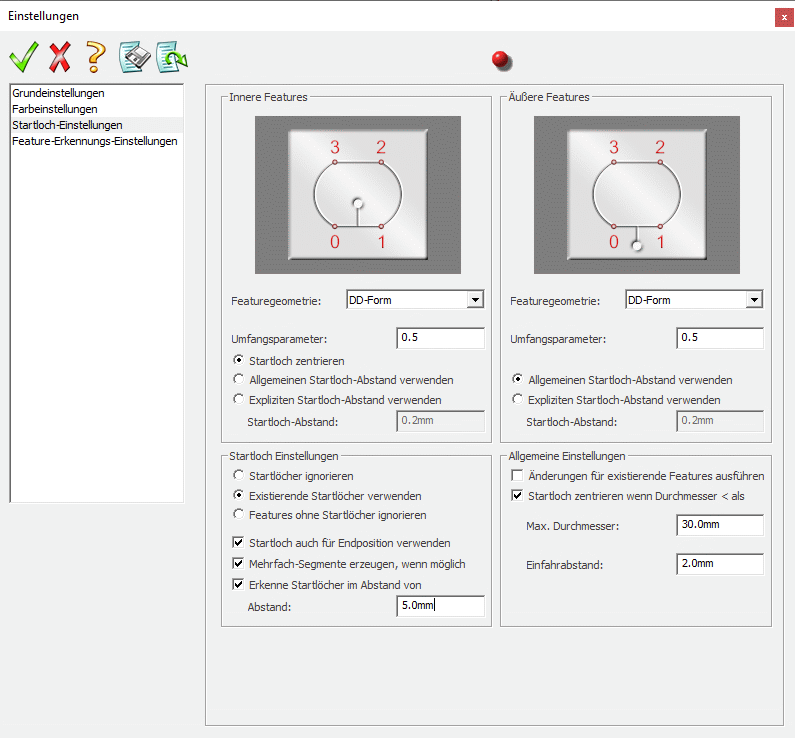 Einstellungen
x
Grundeinstellungen
Farbeinstellungen
Startloch-Einstellungen
Feature-Erkennungs-Einstellungen
Innere Features
3 2
0 1
Featuregeometrie: DD-Form
Umfangsparameter: 0.5
Startloch zentrieren
Allgemeinen Startloch-Abstand verwenden
Expliziten Startloch-Abstand verwenden
Startloch-Abstand: 0.2mm
Äußere Features
3 2
0 1
Featuregeometrie: DD-Form
Umfangsparameter: 0.5
Allgemeinen Startloch-Abstand verwenden
Expliziten Startloch-Abstand verwenden
Startloch-Abstand: 0.2mm
Startloch Einstellungen
Startlöcher ignorieren
Existierende Startlöcher verwenden
Features ohne Startlöcher ignorieren
Startloch auch für Endposition verwenden
Mehrfach-Segmente erzeugen, wenn möglich
Erkenne Startlöcher im Abstand von
Abstand: 5.0mm
Allgemeine Einstellungen
Änderungen für existierende Features ausführen
Startloch zentrieren wenn Durchmesser < als
Max. Durchmesser: 30.0mm
Einfahrabstand: 2.0mm